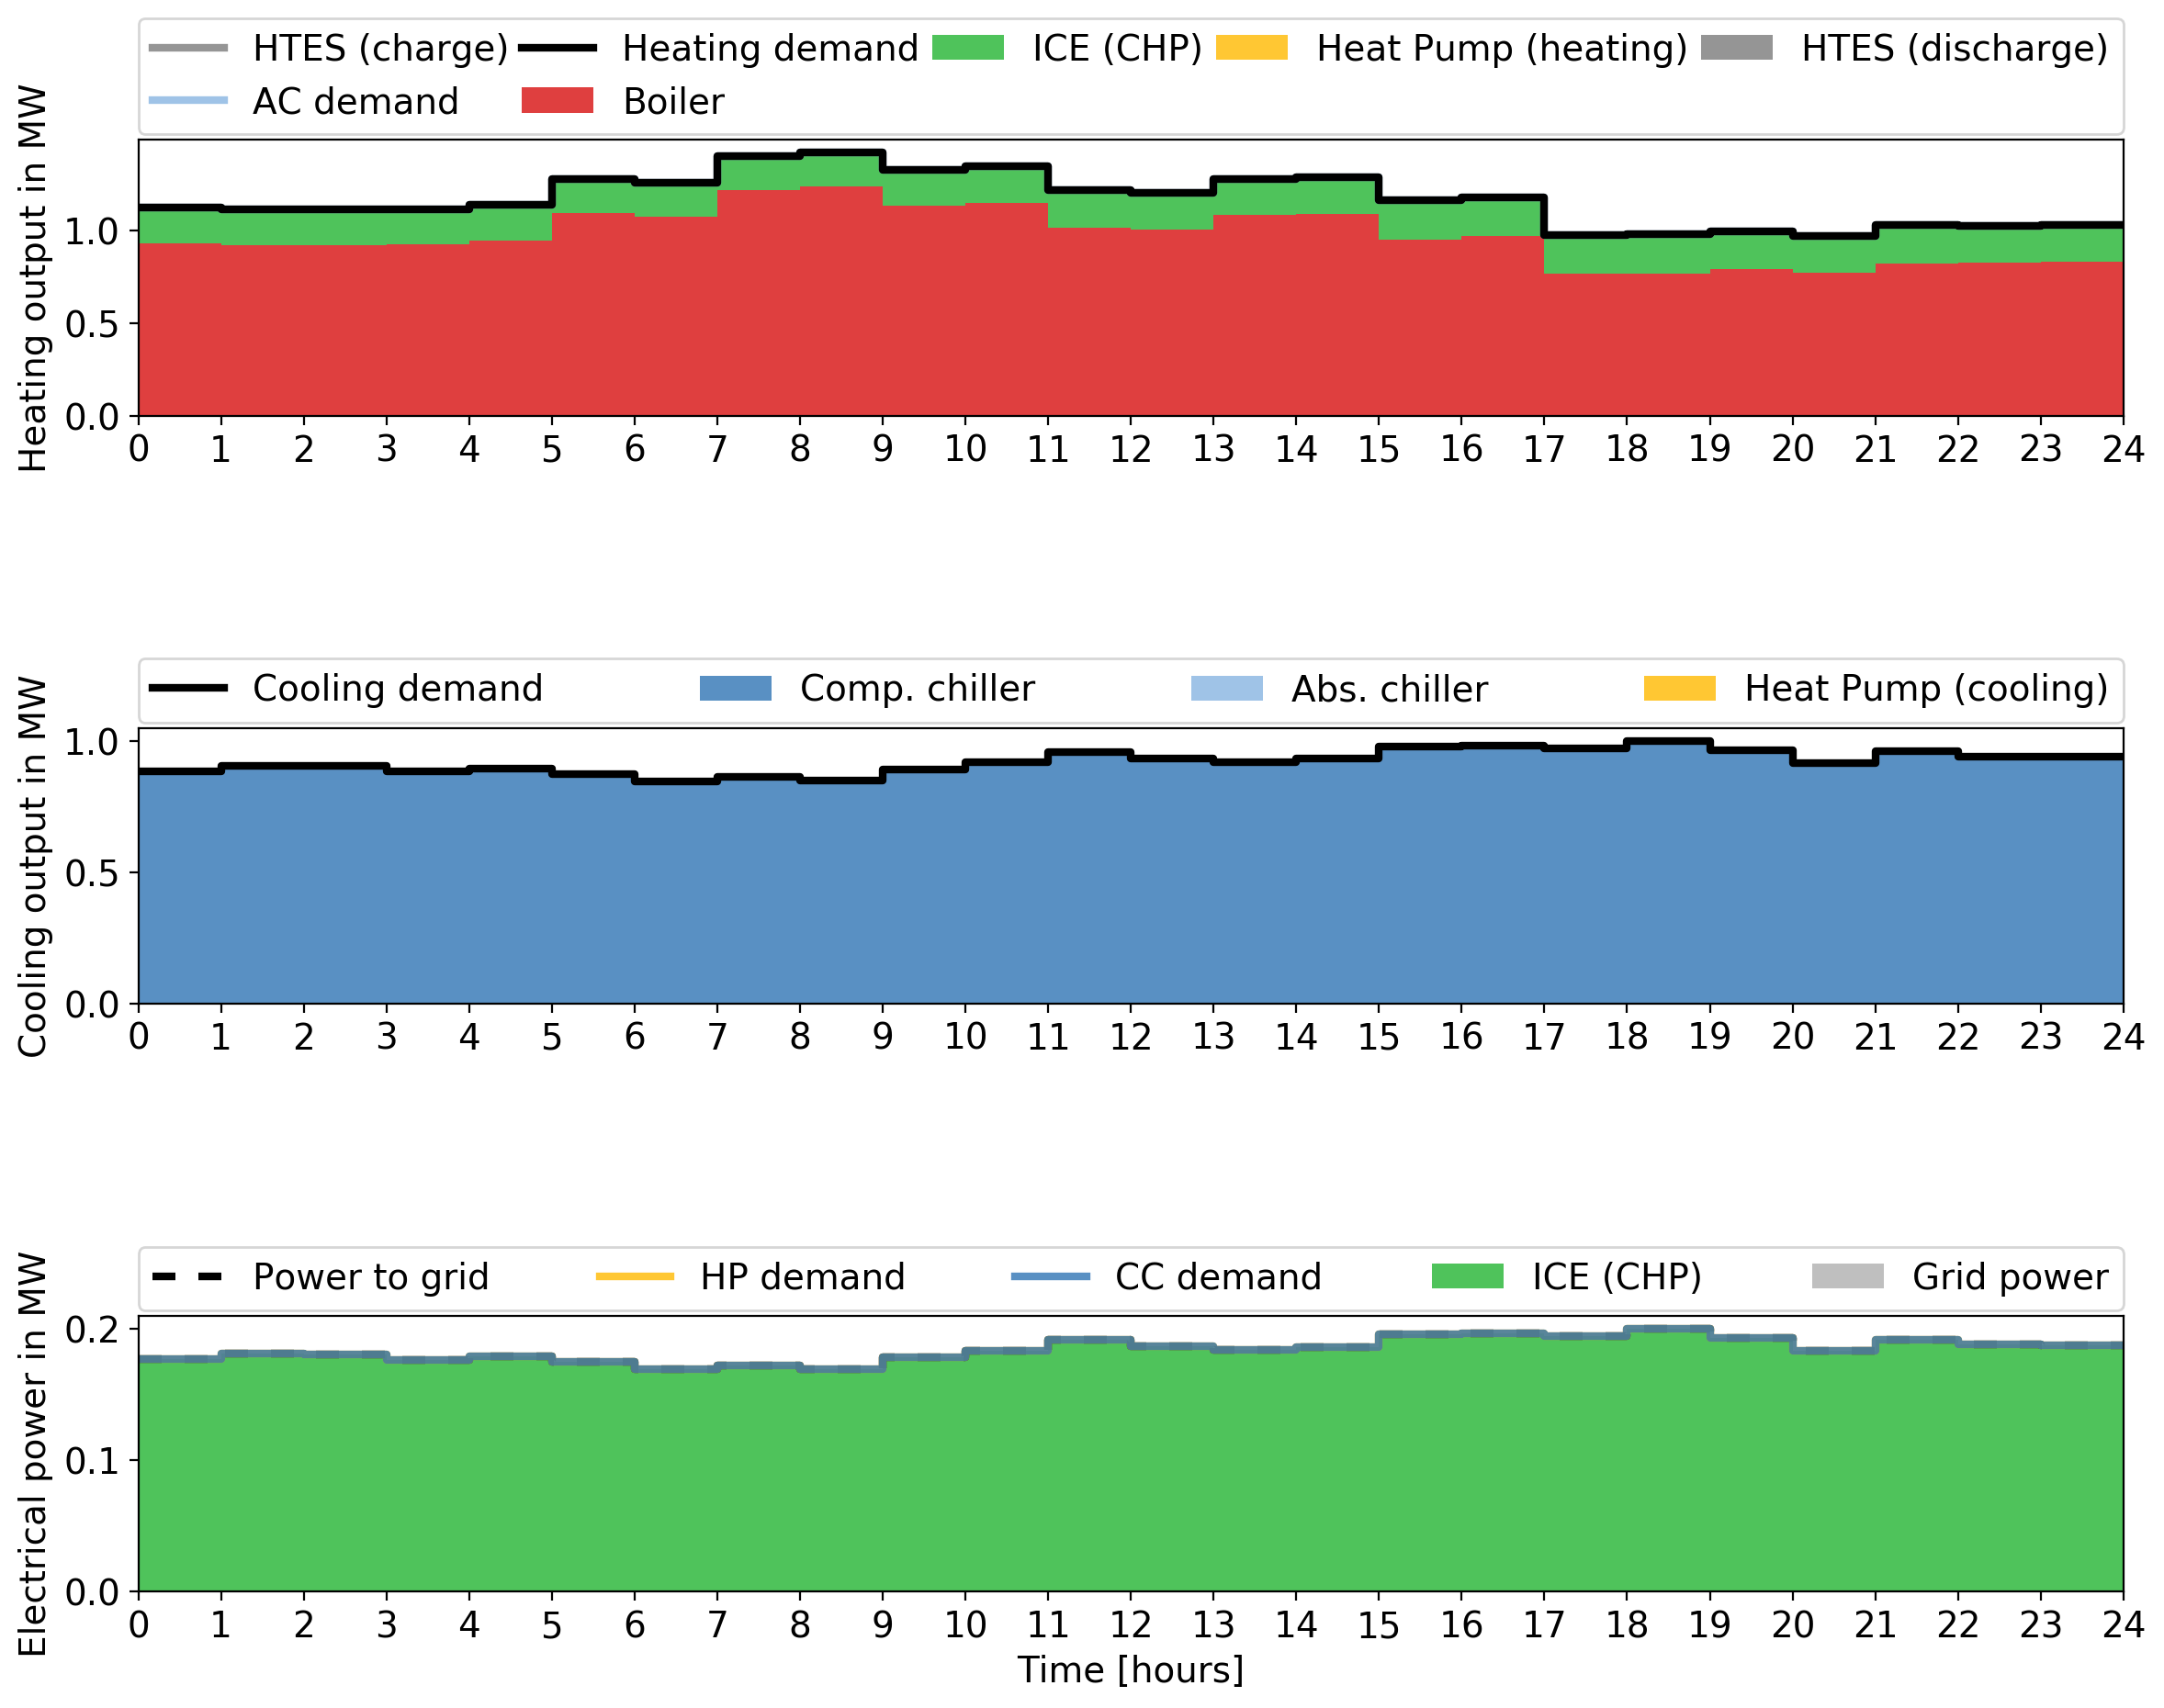 HTES (charge) Heating demand ICE (CHP) Heat Pump (heating) HTES (discharge)
AC demand Boiler
Heating output in MW
1.0
0.5
0.0
0 1 2 3 4 5 6 7 8 9 10 11 12 13 14 15 16 17 18 19 20 21 22 23 24
Cooling demand Comp. chiller Abs. chiller Heat Pump (cooling)
Cooling output in MW
1.0
0.5
0.0
0 1 2 3 4 5 6 7 8 9 10 11 12 13 14 15 16 17 18 19 20 21 22 23 24
Power to grid HP demand CC demand ICE (CHP) Grid power
Electrical power in MW
0.2
0.1
0.0
0 1 2 3 4 5 6 7 8 9 10 11 12 13 14 15 16 17 18 19 20 21 22 23 24
Time [hours]